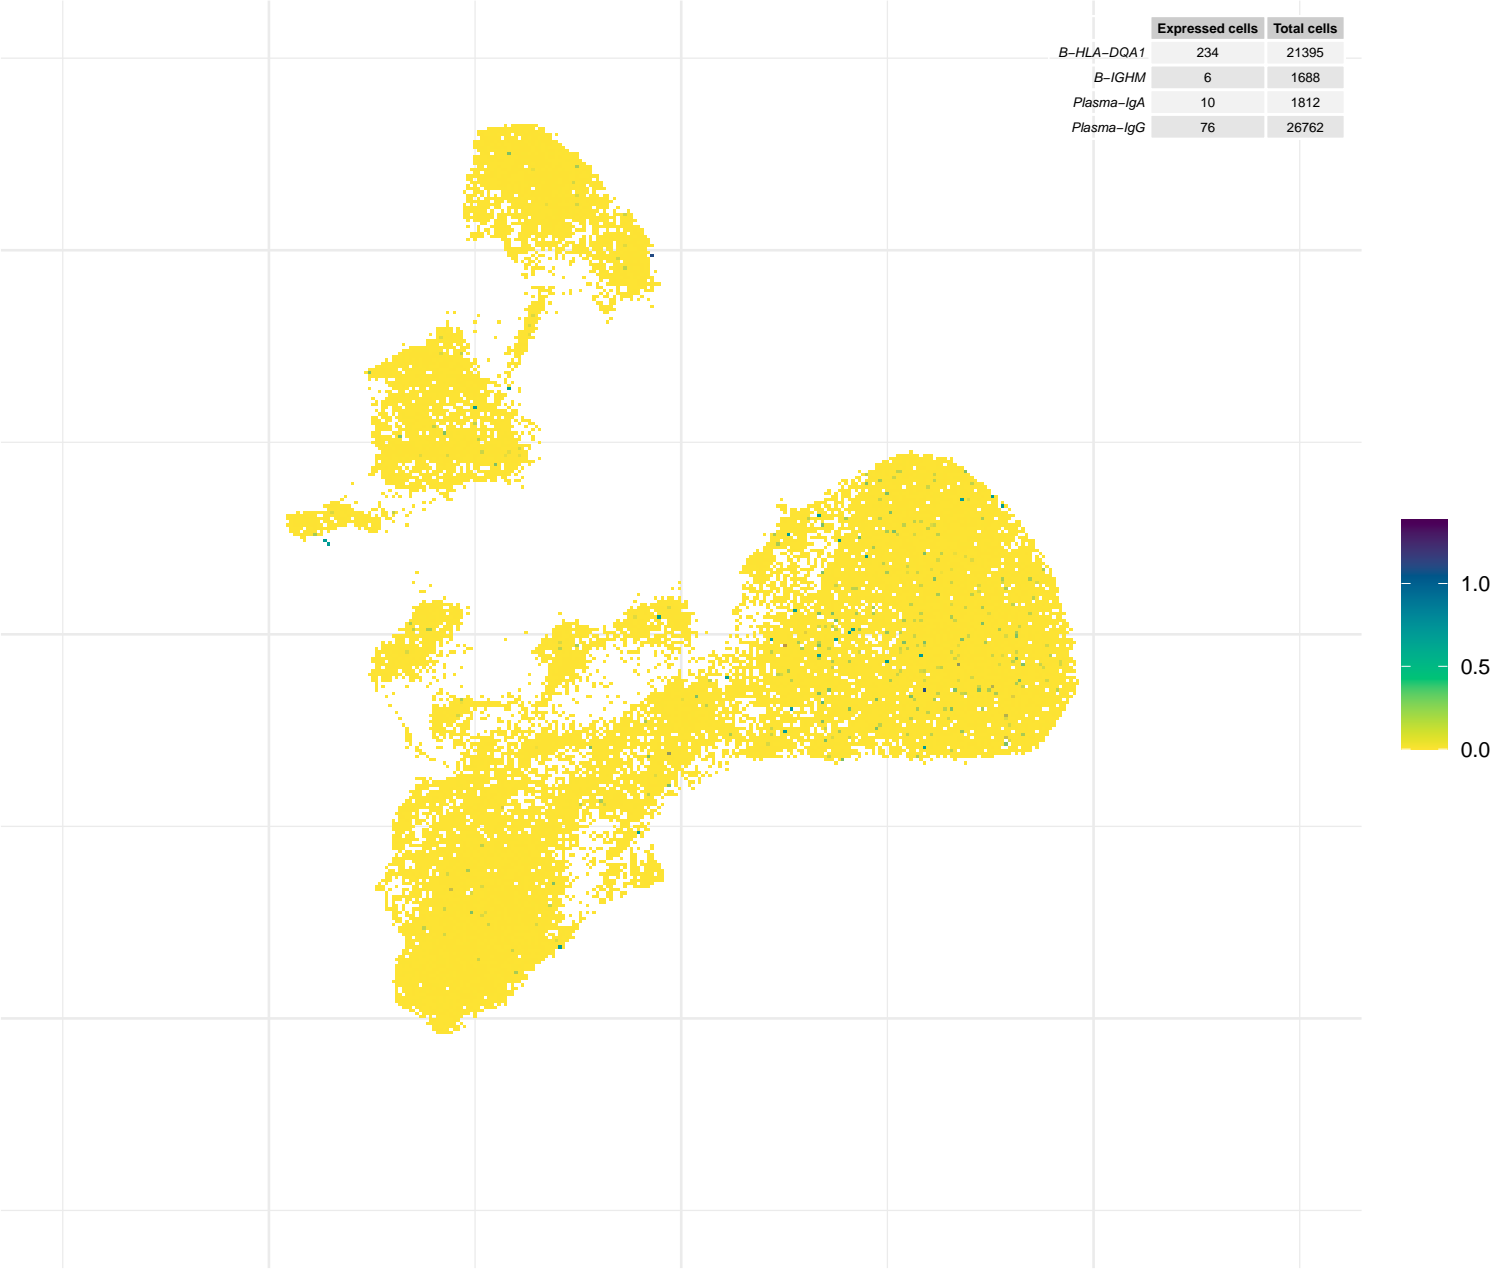 Expressed cells Total cells
B−HLA−DQA1 234 21395
B−IGHM 6 1688
Plasma−IgA 10 1812
Plasma−IgG 76 26762
1.0
0.5
0.0